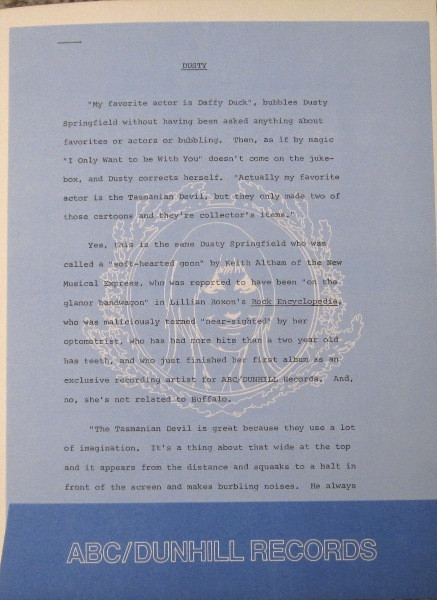 DUSTY
"My favorite actor is Daffy Duck", bubbles Dusty
Springfield without having been asked anything about
favorites or actors or bubbling. Then, as if by magic
"I Only Want to be With You" doesn't come on the juke-
box, and Dusty corrects herself. "Actually my favorite
actor is the Tasmanian Devil, but they only made two of
those cartoons and they're collector's items."
Yes, this is the same Dusty Springfield who was
called a "soft-hearted goon" by Keith Altham of the New
Musical Express, who was reported to have been "on the
glamor bandwagon" in Lillian Roxon's Rock Encyclopedia,
who was maliciously termed "near-sighted" by her
optometrist, who has had more hits than a two year old
has teeth, and who just finished her first album as an
exclusive recording artist for ABC/DUNHILL Records. And,
no, she's not related to Buffalo.
"The Tasmanian Devil is great because they use a lot
of imagination. It's a thing about that wide at the top
and it appears from the distance and squeaks to a halt in
front of the screen and makes burbling noises. He always
ABC/DUNHILL RECORDS